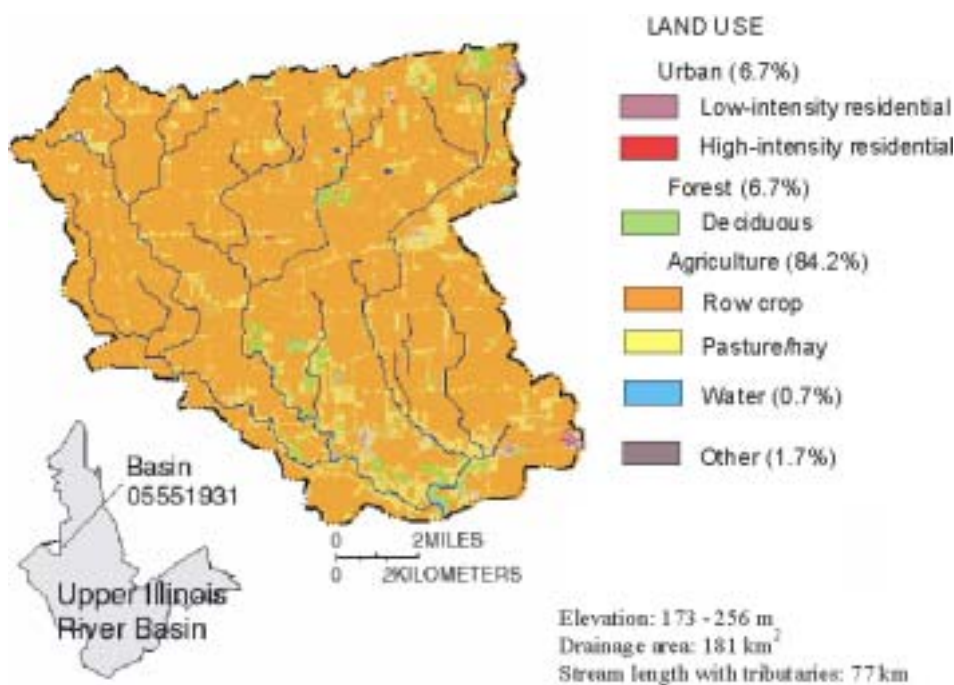 LAND USE
Urban (6.7%)
Low-intensity residential
High-intensity residential
Forest (6.7%)
Deciduous
Agriculture (84.2%)
Row crop
Pasture/hay
Water (0.7%)
Other (1.7%)
Basin
05551931
Upper Illinois
River Basin
0 2MILES
0 2KILOMETERS
Elevation: 173 - 256 m
Drainage area: 181 km²
Stream length with tributaries: 77 km